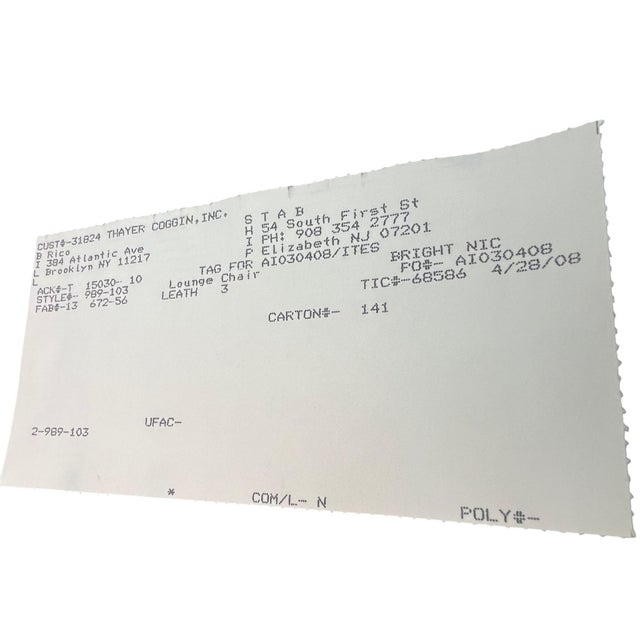 CUST#-31824 THAYER COGGIN,INC.
B Rico
I 384 Atlantic Ave
L Brooklyn NY 11217
L
S T A B
H 54 South First St
I PH: 908 354 2777
P Elizabeth NJ 07201
TAG FOR AI030408/ITES
BRIGHT NIC
ACK#-T 15030- 10
Lounge Chair
PO#- AI030408
STYLE#- 989-103
LEATH 3
TIC#-68586 4/28/08
FAB#-13 672-56
CARTON#- 141
UFAC-
2-989-103
* COM/L- N
POLY#-